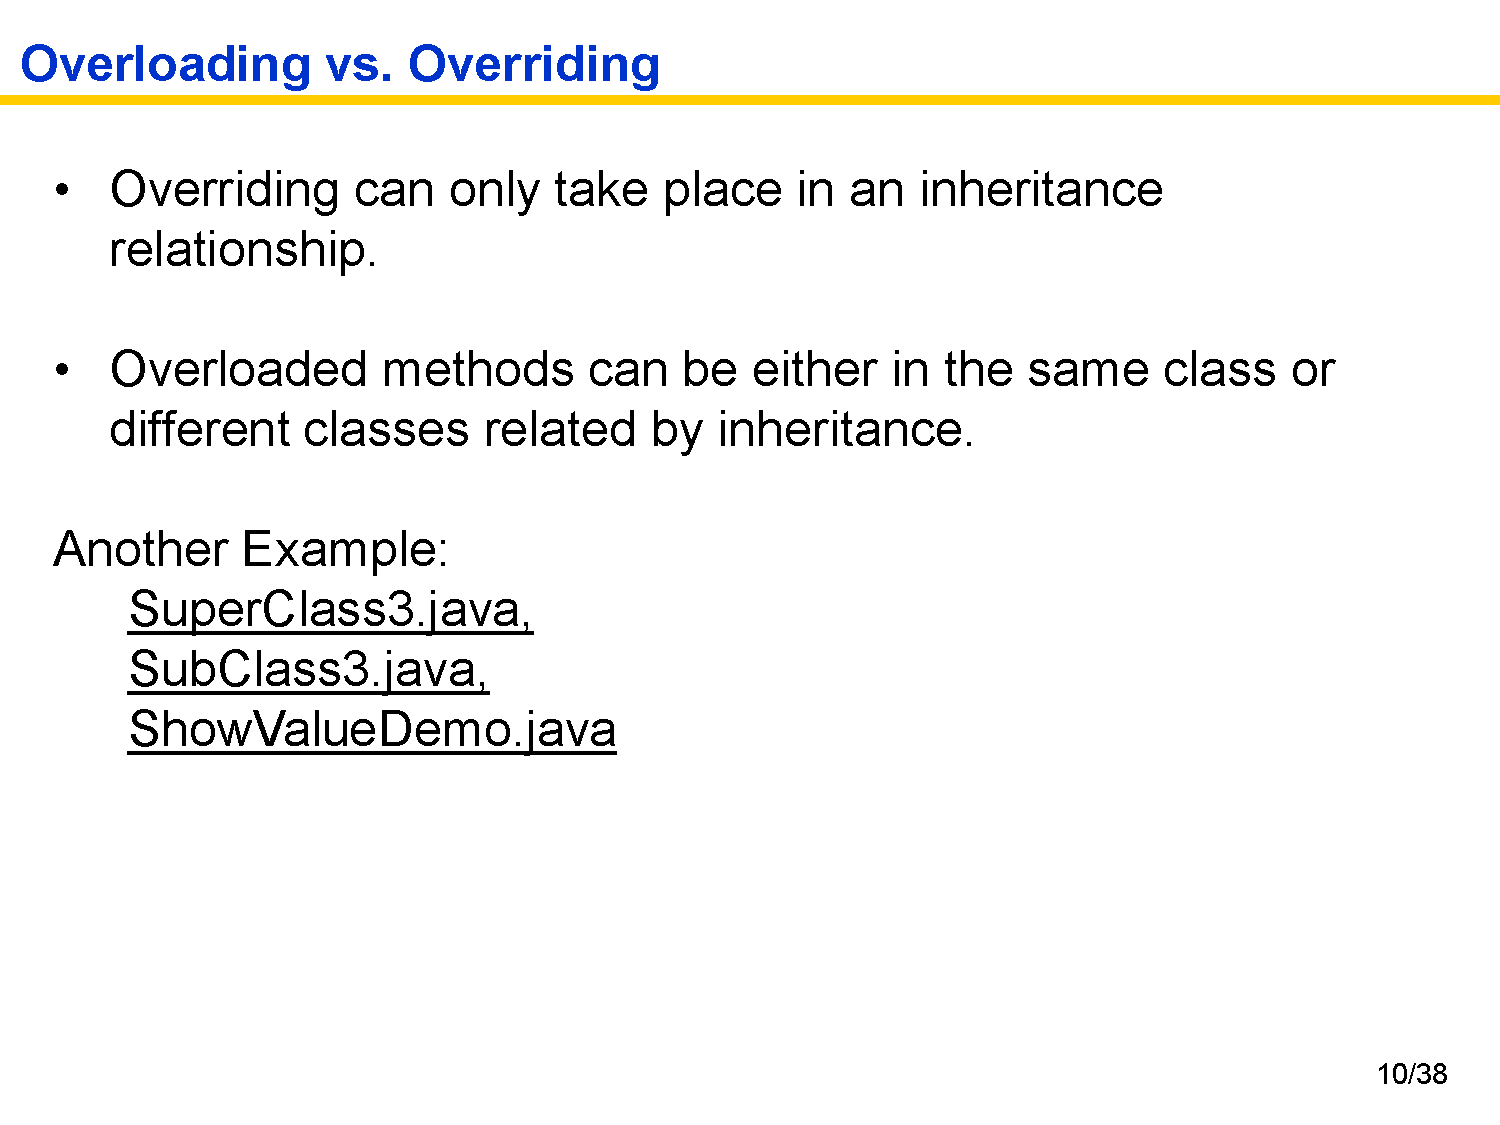 Overloading vs. Overriding
• Overriding can only take place in an inheritance
relationship.
• Overloaded methods can be either in the same class or
different classes related by inheritance.
Another Example:
SuperClass3.java,
SubClass3.java,
ShowValueDemo.java
10/38